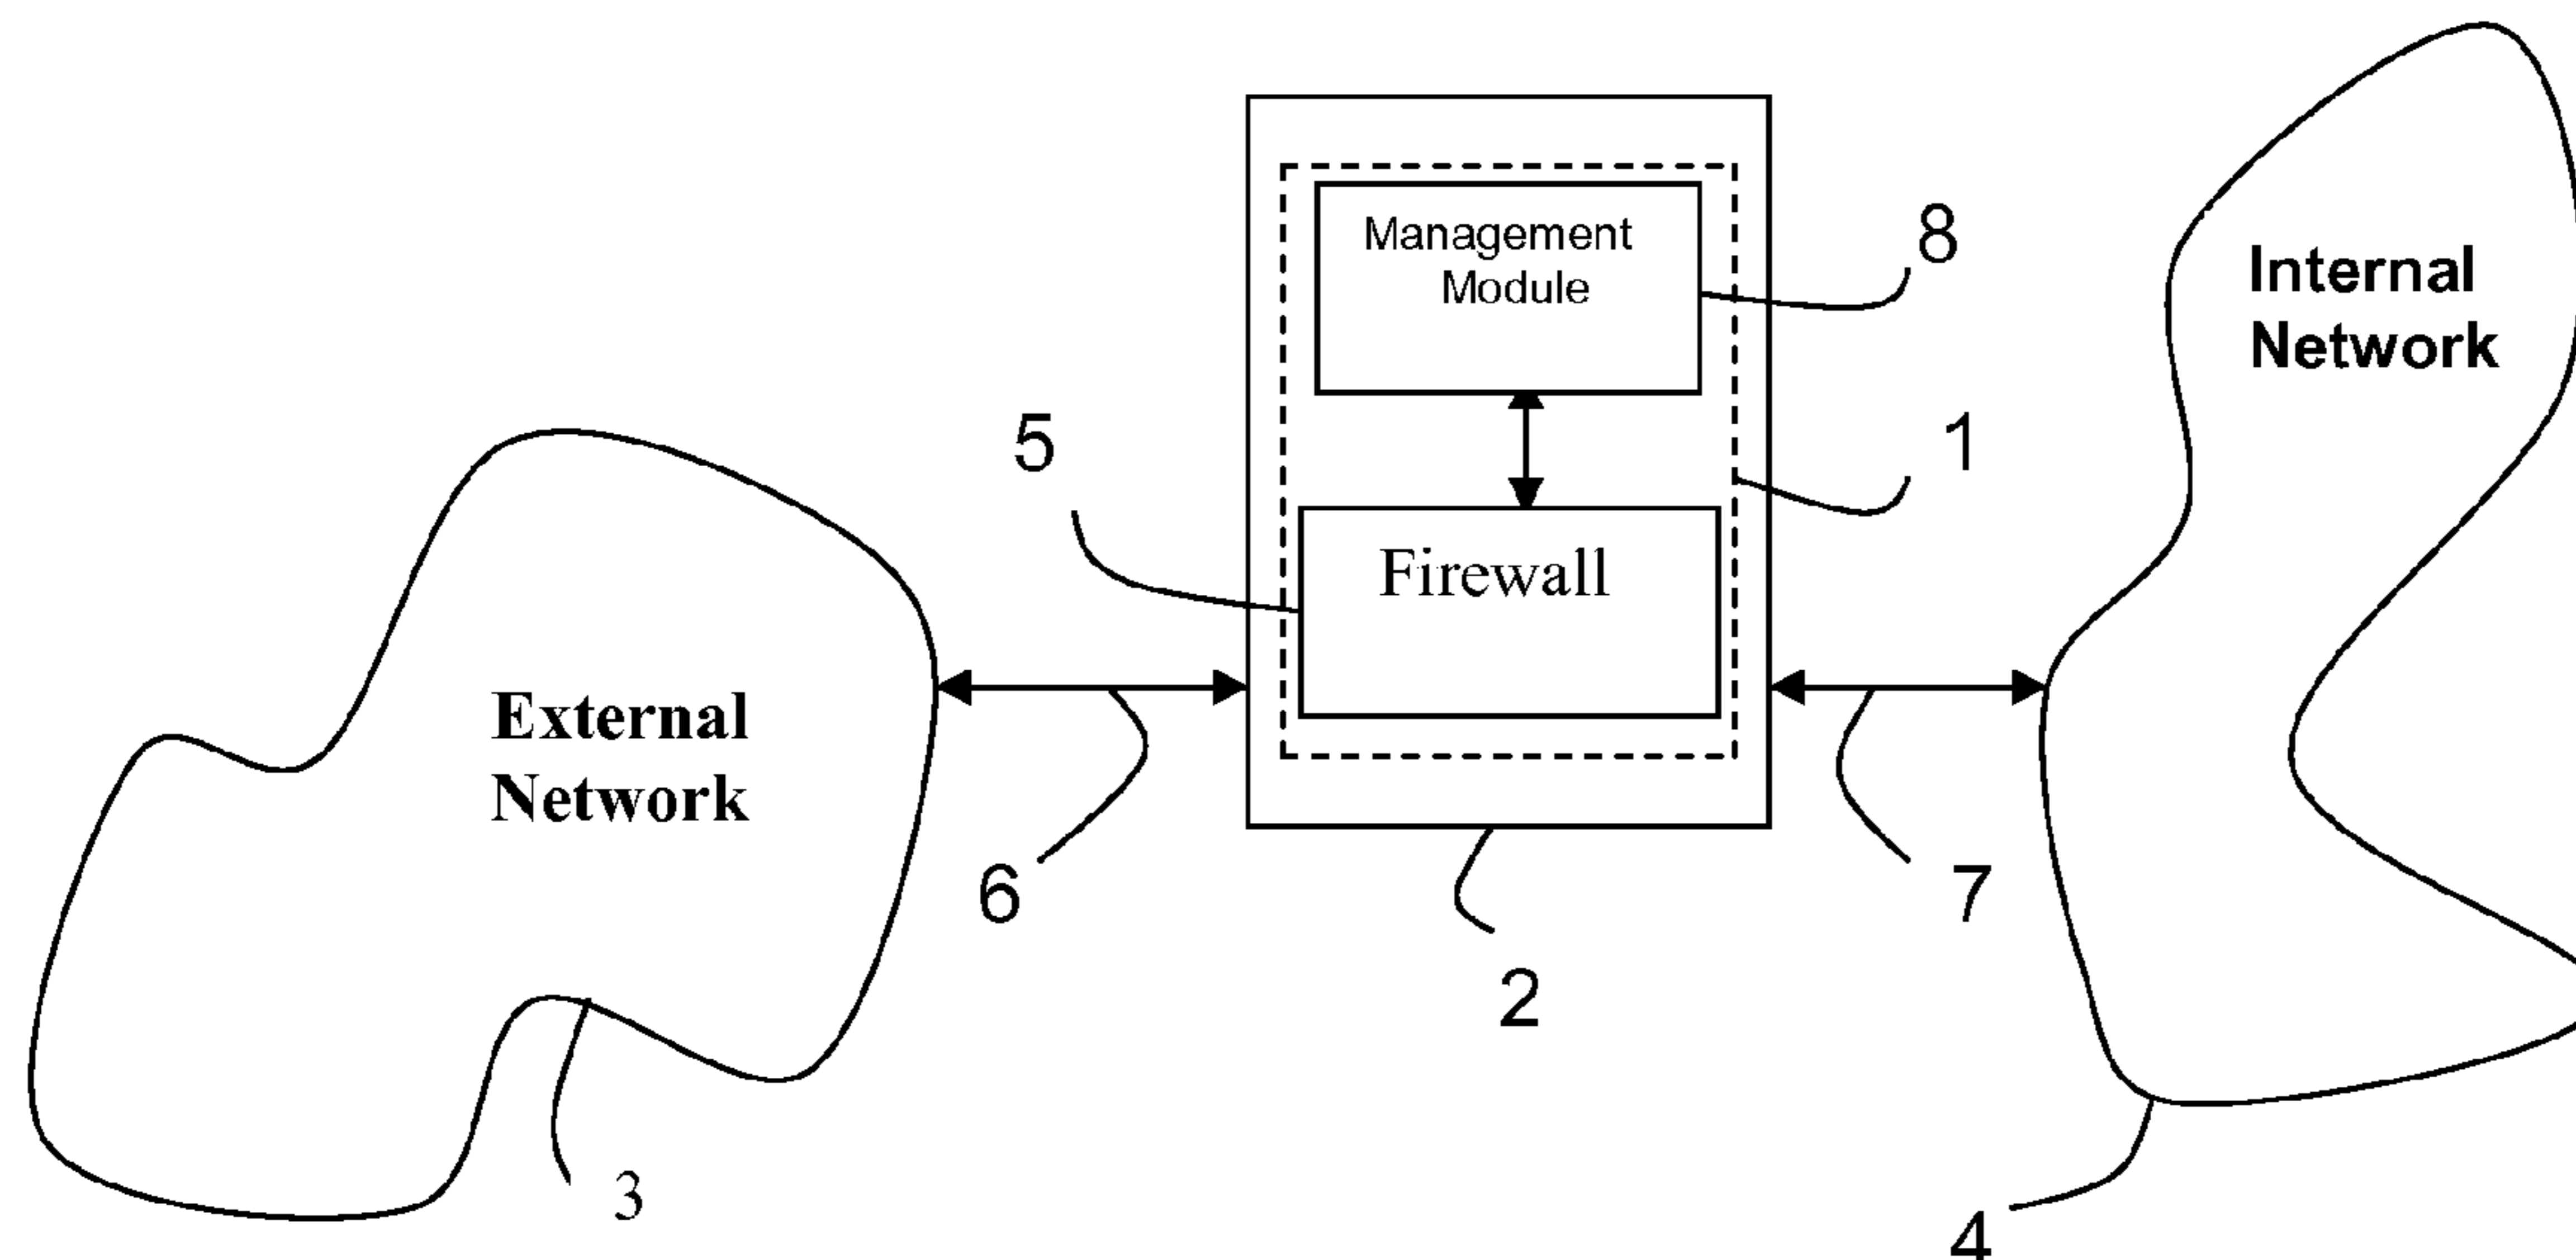 Management
Module
8
Internal
Network
5
1
Firewall
External
Network
6
7
2
3
4